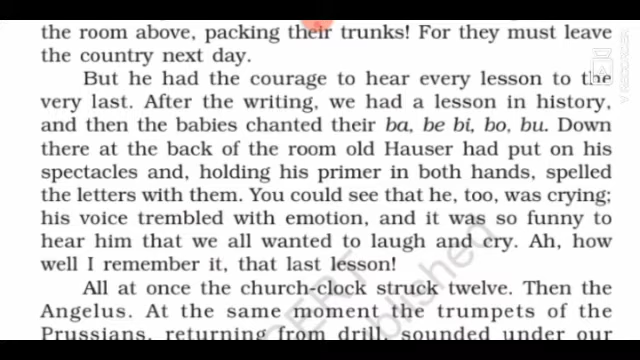 the room above, packing their trunks! For they must leave
the country next day.
But he had the courage to hear every lesson to the
very last. After the writing, we had a lesson in history,
and then the babies chanted their ba, be bi, bo, bu. Down
there at the back of the room old Hauser had put on his
spectacles and, holding his primer in both hands, spelled
the letters with them. You could see that he, too, was crying;
his voice trembled with emotion, and it was so funny to
hear him that we all wanted to laugh and cry. Ah, how
well I remember it, that last lesson!
All at once the church-clock struck twelve. Then the
Angelus. At the same moment the trumpets of the
Prussians, returning from drill, sounded under our